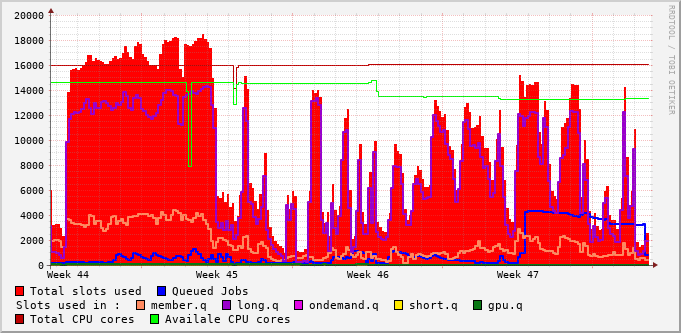 20000
18000
16000
14000
12000
10000
8000
6000
4000
2000
0
Week 44 Week 45 Week 46 Week 47
RRDTOOL / TOBI OETIKER
Total slots used Queued Jobs
Slots used in : member.q long.q ondemand.q short.q gpu.q
Total CPU cores Availale CPU cores